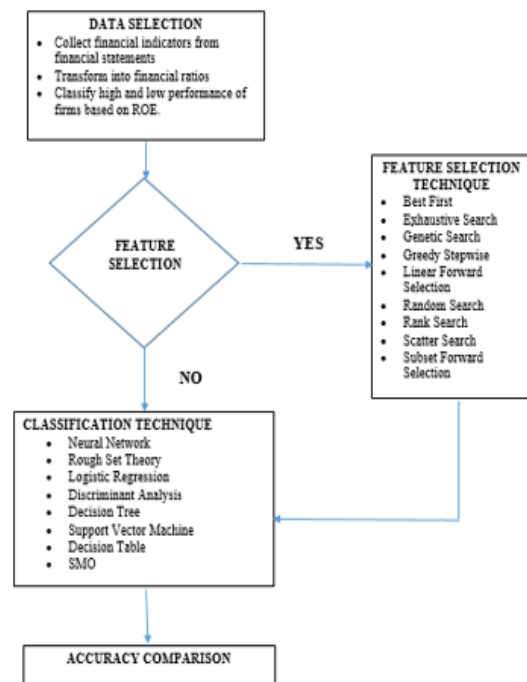 DATA SELECTION
• Collect financial indicators from
financial statements
• Transform into financial ratios
• Classify high and low performance of
firms based on ROE.
FEATURE
SELECTION
YES
FEATURE SELECTION
TECHNIQUE
• Best First
• Exhaustive Search
• Genetic Search
• Greedy Stepwise
• Linear Forward
Selection
• Random Search
• Rank Search
• Scatter Search
• Subset Forward
Selection
NO
CLASSIFICATION TECHNIQUE
• Neural Network
• Rough Set Theory
• Logistic Regression
• Discriminant Analysis
• Decision Tree
• Support Vector Machine
• Decision Table
• SMO
ACCURACY COMPARISON